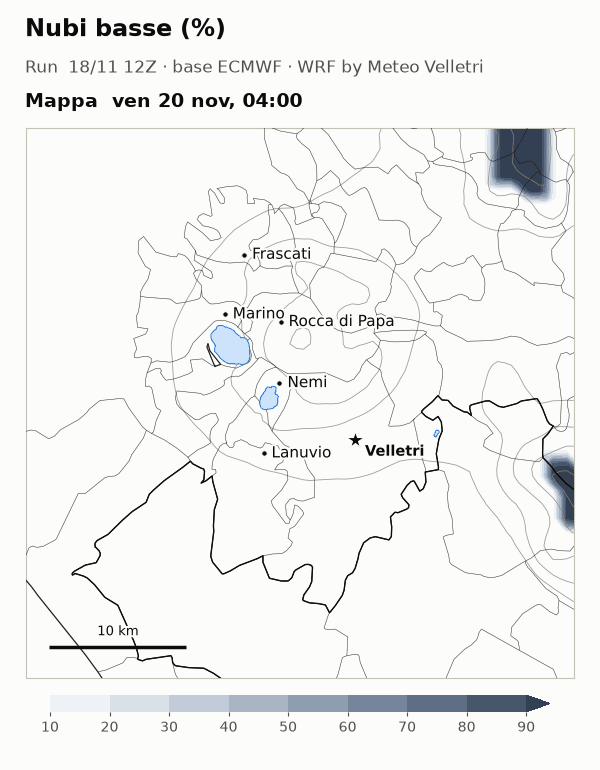 Nubi basse (%)
Run  18/11 12Z · base ECMWF · WRF by Meteo Velletri
Mappa  ven 20 nov, 04:00
Frascati
Marino
Rocca di Papa
Nemi
Velletri
Lanuvio
10 km
10 20 30 40 50 60 70 80 90